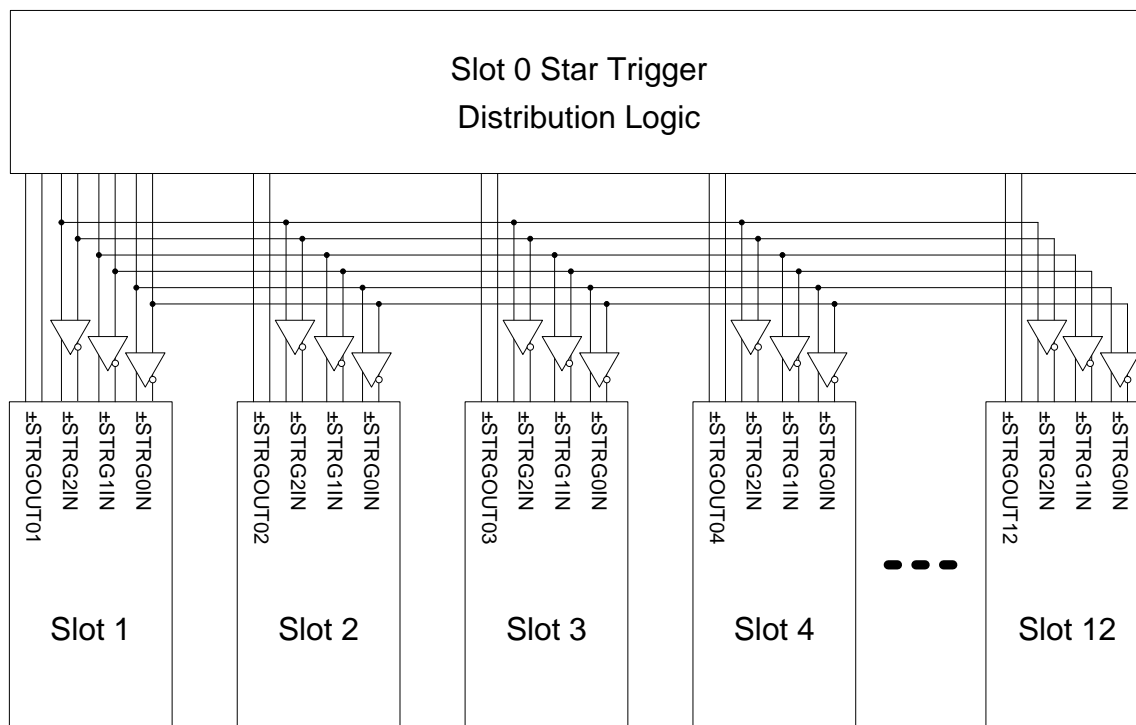 Slot 0 Star Trigger
Distribution Logic
±STRGOUT01
±STRG2IN
±STRG1IN
±STRG0IN
±STRGOUT02
±STRG2IN
±STRG1IN
±STRG0IN
±STRGOUT03
±STRG2IN
±STRG1IN
±STRG0IN
±STRGOUT04
±STRG2IN
±STRG1IN
±STRG0IN
±STRGOUT12
±STRG2IN
±STRG1IN
±STRG0IN
Slot 1
Slot 2
Slot 3
Slot 4
Slot 12